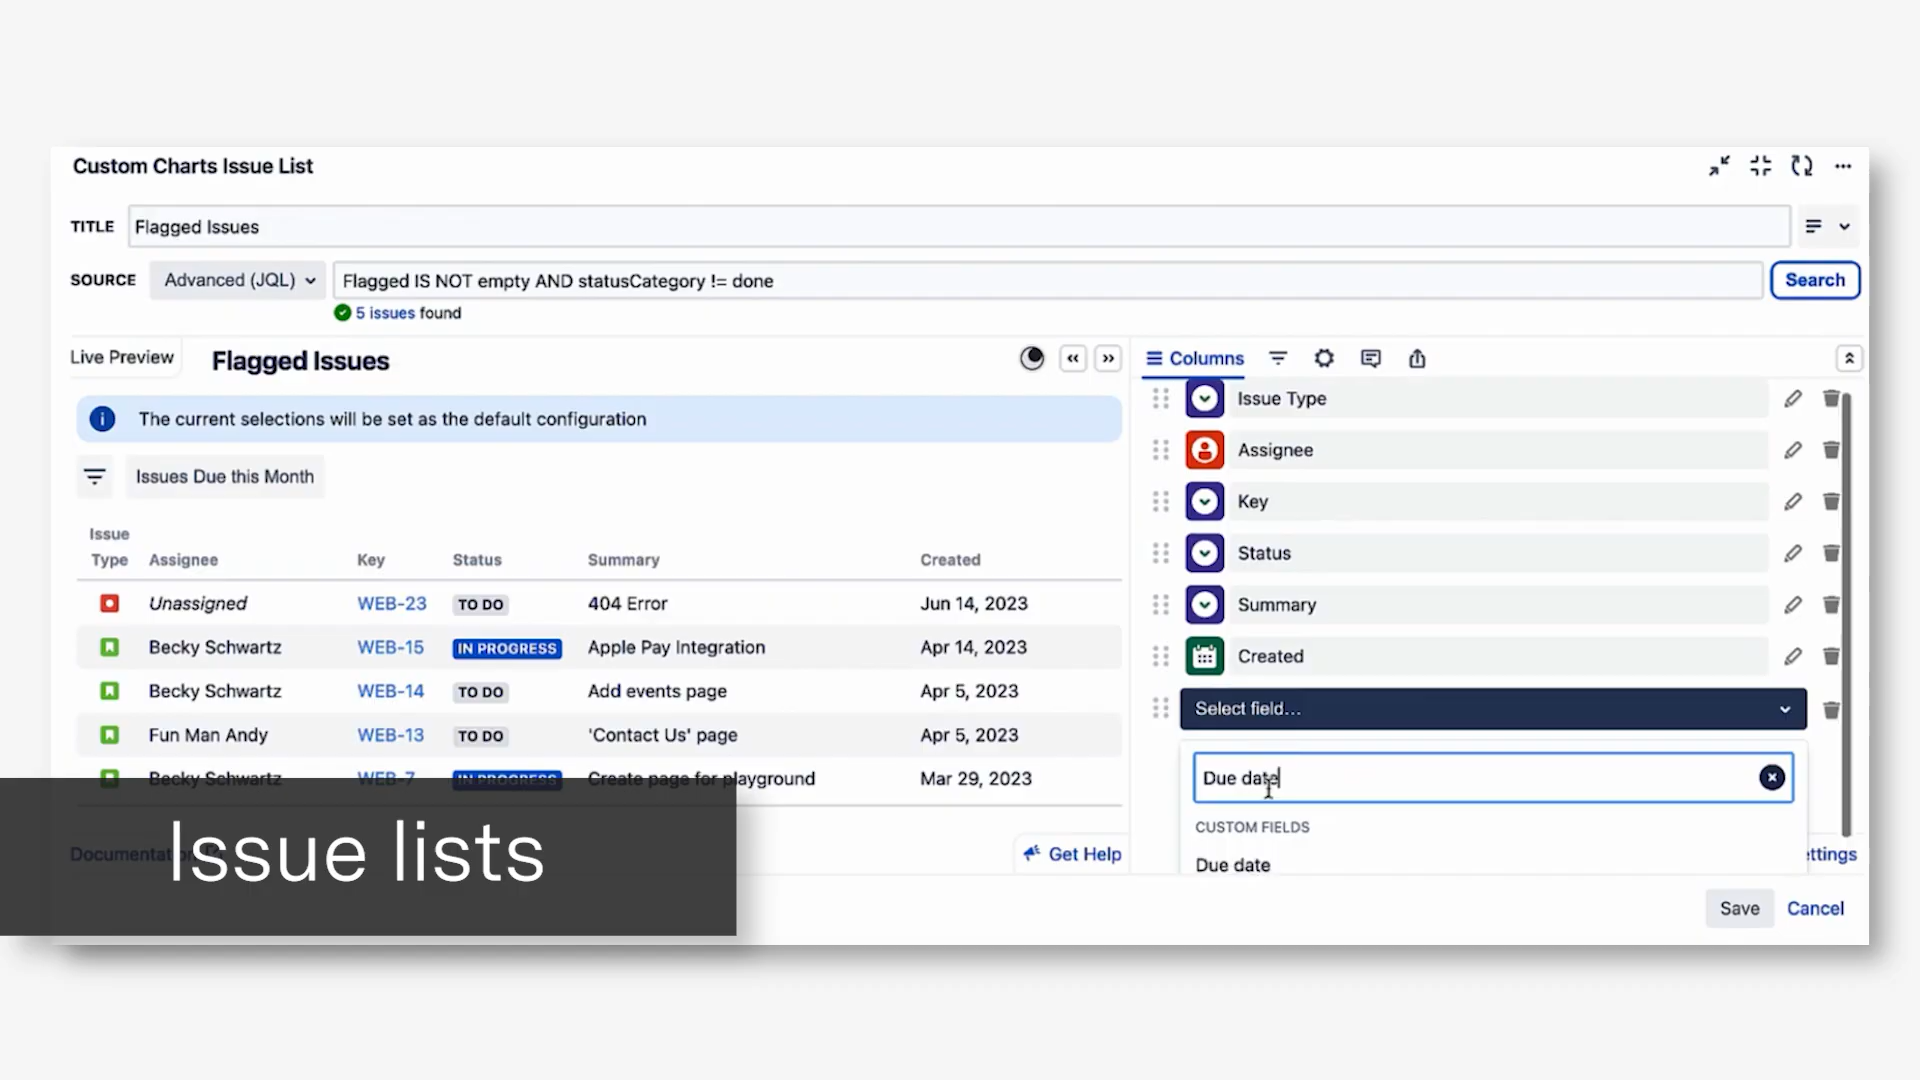 Custom Charts Issue List
TITLE Flagged Issues
SOURCE Advanced (JQL) Flagged IS NOT empty AND statusCategory != done Search
5 issues found
Live Preview Flagged Issues
The current selections will be set as the default configuration
Issues Due this Month
Issue Type Assignee Key Status Summary Created
Unassigned WEB-23 TO DO 404 Error Jun 14, 2023
Becky Schwartz WEB-15 IN PROGRESS Apple Pay Integration Apr 14, 2023
Becky Schwartz WEB-14 TO DO Add events page Apr 5, 2023
Fun Man Andy WEB-13 TO DO 'Contact Us' page Apr 5, 2023
Becky Schwartz WEB-7 IN PROGRESS Create page for playground Mar 29, 2023
Get Help
Columns
Issue Type
Assignee
Key
Status
Summary
Created
Select field...
Due date
CUSTOM FIELDS
Due date
Save Cancel
Issue lists